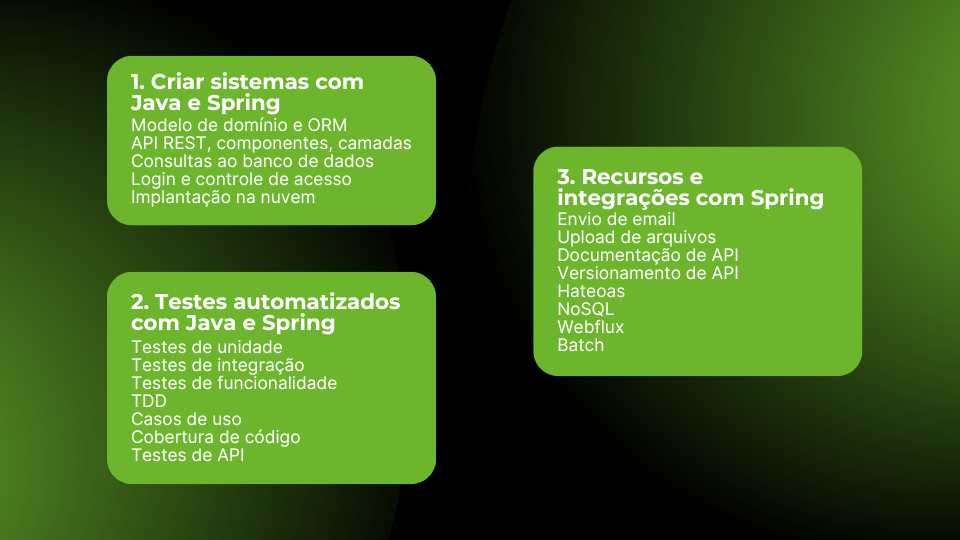 1. Criar sistemas com
Java e Spring
Modelo de domínio e ORM
API REST, componentes, camadas
Consultas ao banco de dados
Login e controle de acesso
Implantação na nuvem
2. Testes automatizados
com Java e Spring
Testes de unidade
Testes de integração
Testes de funcionalidade
TDD
Casos de uso
Cobertura de código
Testes de API
3. Recursos e
integrações com Spring
Envio de email
Upload de arquivos
Documentação de API
Versionamento de API
Hateoas
NoSQL
Webflux
Batch